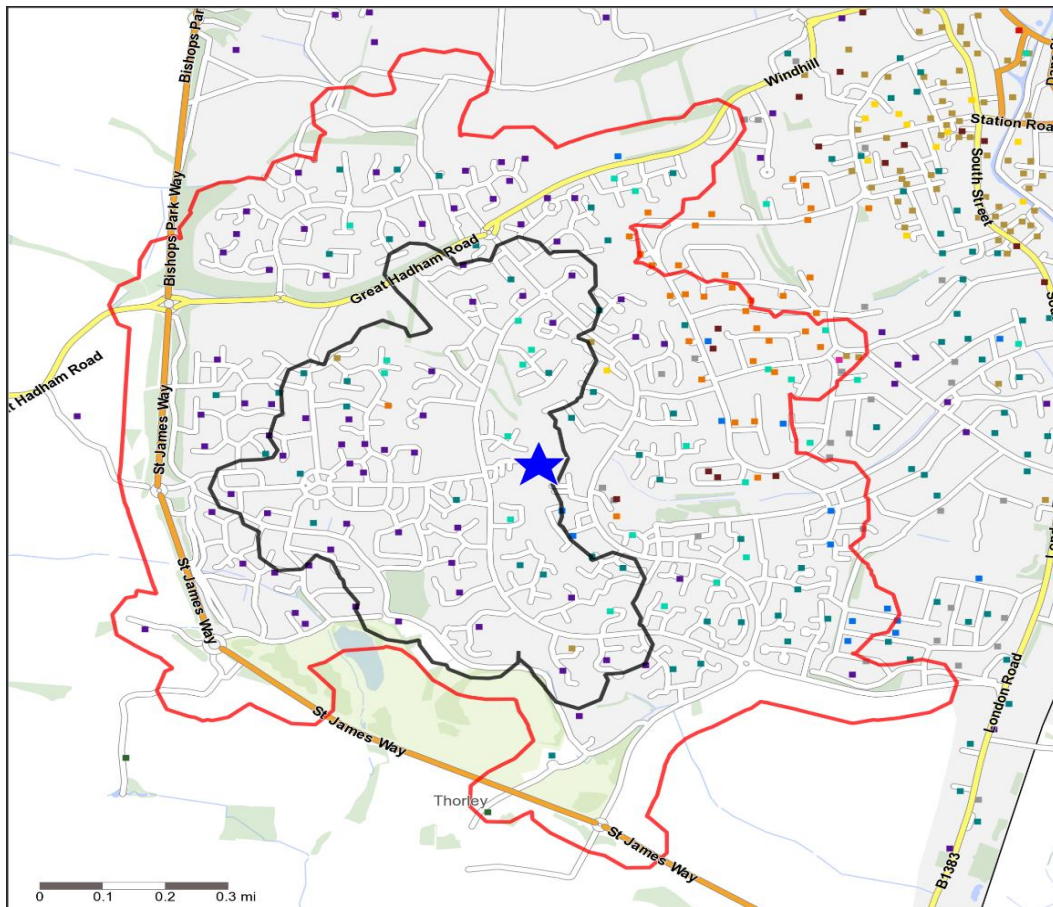 Bishops Par
Windhill
Station Road
South Street
Bishops Park Way
Great Hadham Road
at Hadham Road
St James Way
St James Way
London Road
St James Way
Thorley
St James Way
B1383
0 0.1 0.2 0.3 mi